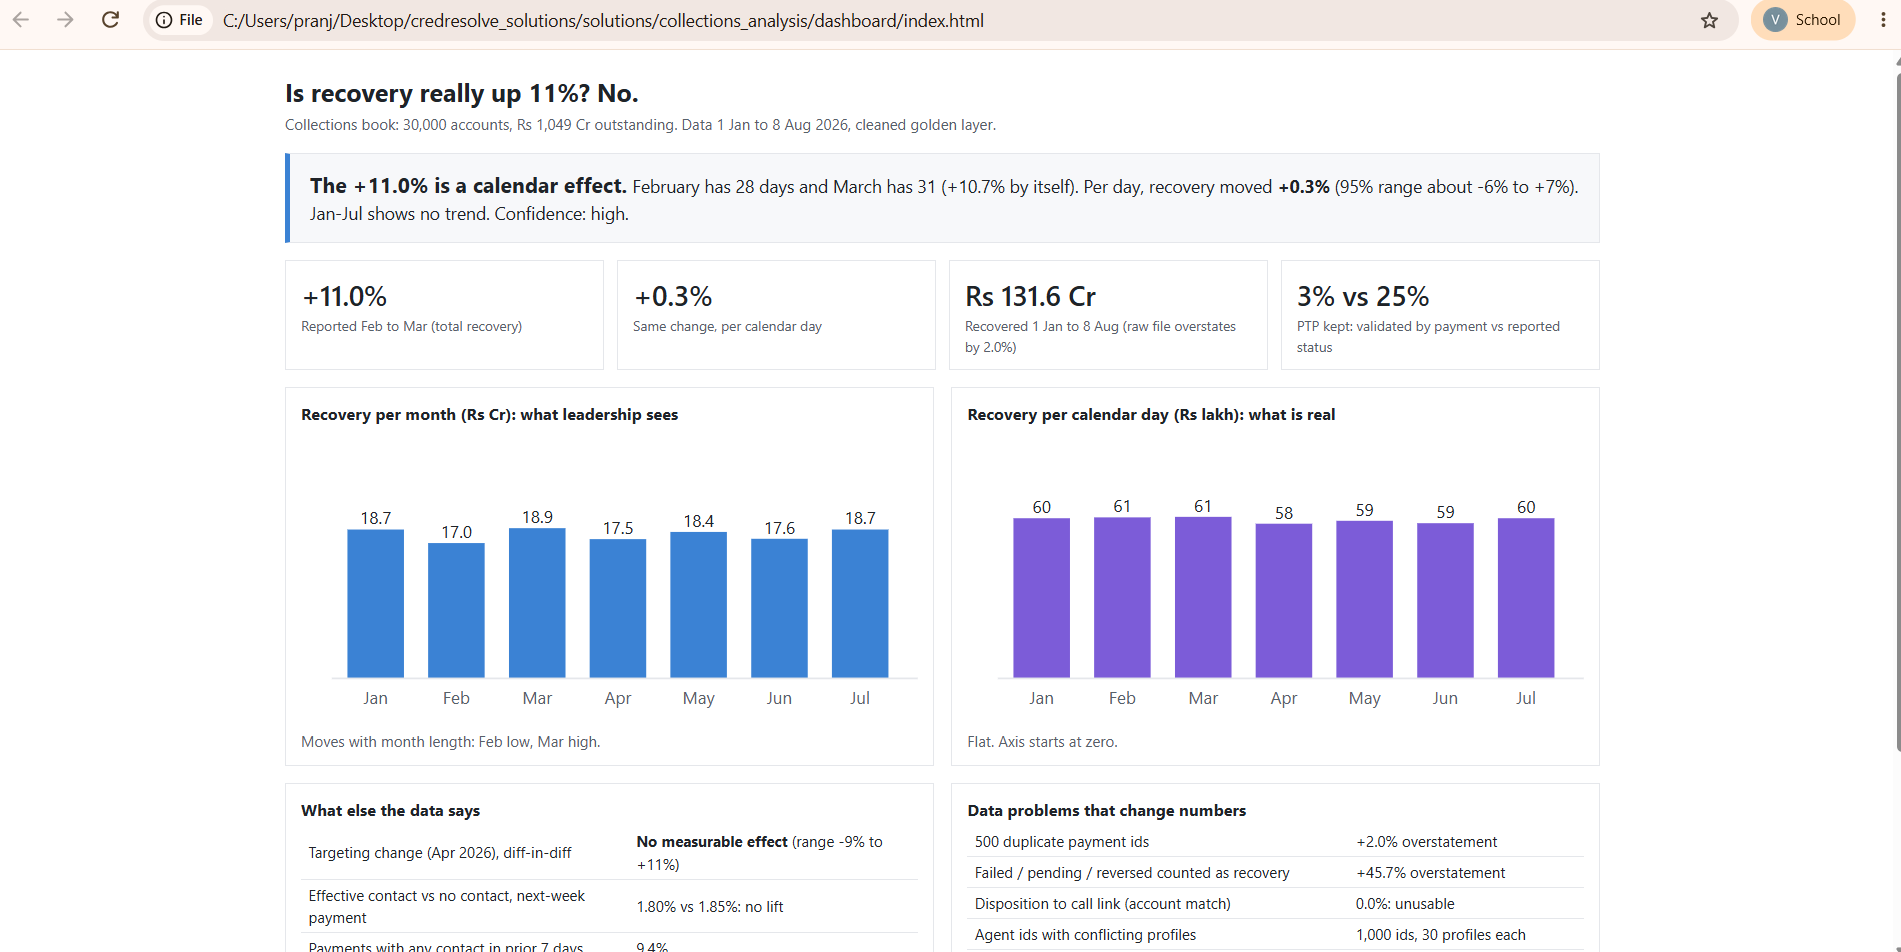 File
C:/Users/pranj/Desktop/credresolve_solutions/solutions/collections_analysis/dashboard/index.html
V
School
Is recovery really up 11%? No.
Collections book: 30,000 accounts, Rs 1,049 Cr outstanding. Data 1 Jan to 8 Aug 2026, cleaned golden layer.
The +11.0% is a calendar effect. February has 28 days and March has 31 (+10.7% by itself). Per day, recovery moved +0.3% (95% range about -6% to +7%).
Jan-Jul shows no trend. Confidence: high.
+11.0%
Reported Feb to Mar (total recovery)
+0.3%
Same change, per calendar day
Rs 131.6 Cr
Recovered 1 Jan to 8 Aug (raw file overstates
by 2.0%)
3% vs 25%
PTP kept: validated by payment vs reported
status
Recovery per month (Rs Cr): what leadership sees
18.7
17.0
18.9
17.5
18.4
17.6
18.7
Jan
Feb
Mar
Apr
May
Jun
Jul
Moves with month length: Feb low, Mar high.
Recovery per calendar day (Rs lakh): what is real
60
61
61
58
59
59
60
Jan
Feb
Mar
Apr
May
Jun
Jul
Flat. Axis starts at zero.
What else the data says
Targeting change (Apr 2026), diff-in-diff
No measurable effect (range -9% to
+11%)
Effective contact vs no contact, next-week
payment
1.80% vs 1.85%: no lift
Payments with any contact in prior 7 days
9.4%
Data problems that change numbers
500 duplicate payment ids
+2.0% overstatement
Failed / pending / reversed counted as recovery
+45.7% overstatement
Disposition to call link (account match)
0.0%: unusable
Agent ids with conflicting profiles
1,000 ids, 30 profiles each